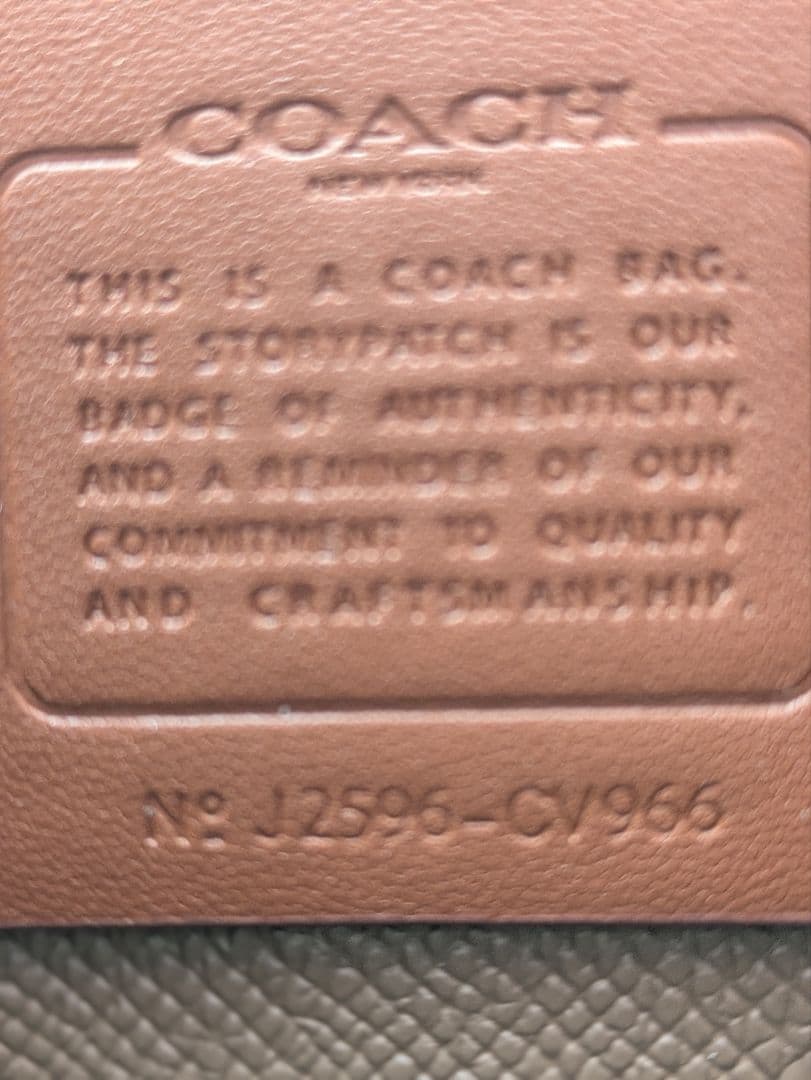 COACH
NEW YORK
THIS IS A COACH BAG.
THE STORYPATCH IS OUR
BADGE OF AUTHENTICITY,
AND A REMINDER OF OUR
COMMITMENT TO QUALITY
AND CRAFTSMANSHIP.
Nº J2596-CV966